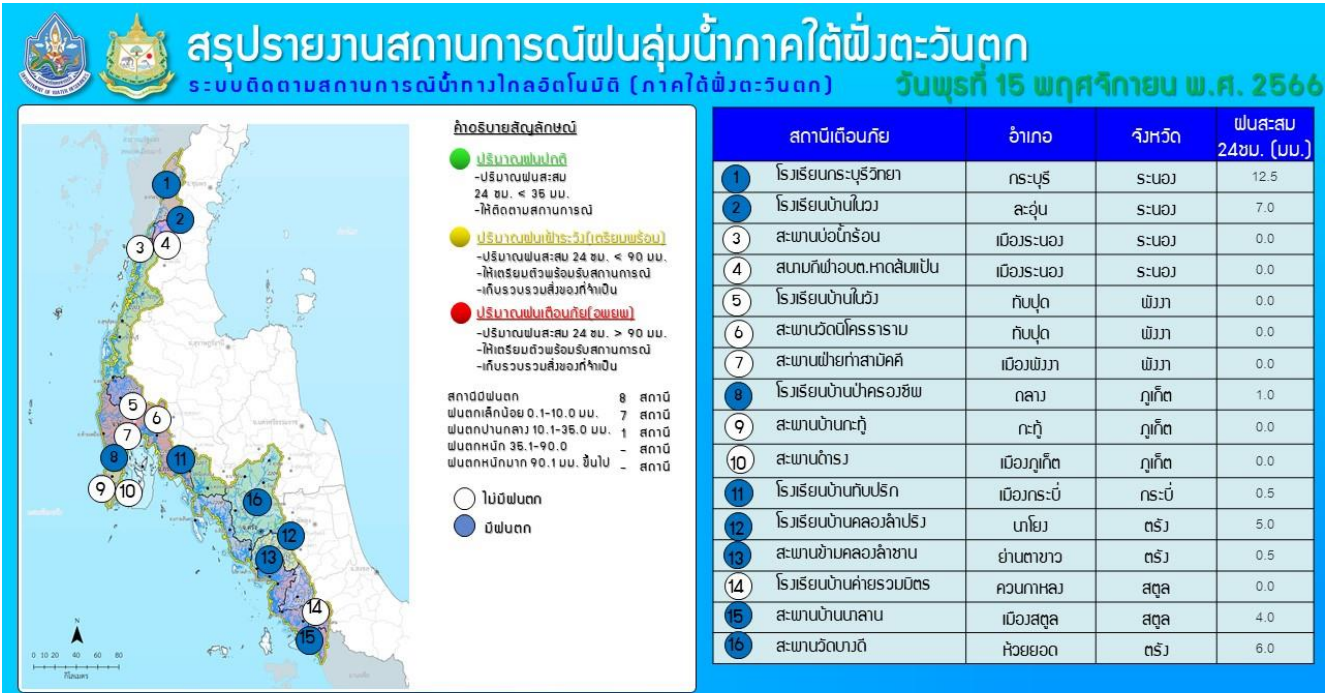 สรุปรายงานสถานการณ์ฝนลุ่มน้ำภาคใต้ฝั่งตะวันตก
ระบบติดตามสถานการณ์น้ำทางไกลอัตโนมัติ (ภาคใต้ฝั่งตะวันตก)
วันพุธที่ 15 พฤศจิกายน พ.ศ. 2566
คำอธิบายสัญลักษณ์
ปริมาณฝนปกติ
-ปริมาณฝนสะสม
24 ชม. < 35 มม.
-ให้ติดตามสถานการณ์
ปริมาณฝนเฝ้าระวัง(เตรียมพร้อม)
-ปริมาณฝนสะสม 24 ชม. < 90 มม.
-ให้เตรียมตัวพร้อมรับสถานการณ์
-เก็บรวบรวมสิ่งของที่จำเป็น
ปริมาณฝนเตือนภัย(อพยพ)
-ปริมาณฝนสะสม 24 ชม. > 90 มม.
-ให้เตรียมตัวพร้อมรับสถานการณ์
-เก็บรวบรวมสิ่งของที่จำเป็น
สถานีมีฝนตก 8 สถานี
ฝนตกเล็กน้อย 0.1-10.0 มม. 7 สถานี
ฝนตกปานกลาง 10.1-35.0 มม. 1 สถานี
ฝนตกหนัก 35.1-90.0 - สถานี
ฝนตกหนักมาก 90.1 มม. ขึ้นไป - สถานี
ไม่มีฝนตก
มีฝนตก
1
2
3 4
5
6
7
8
11
9 10
16
12
13
14
15
N
0 10 20 40 60 80
กิโลเมตร
สถานีเตือนภัย อำเภอ จังหวัด ฝนสะสม 24ชม. (มม.)
1 โรงเรียนกระบุรีวิทยา กระบุรี ระนอง 12.5
2 โรงเรียนบ้านในวง ละอุ่น ระนอง 7.0
3 สะพานบ่อน้ำร้อน เมืองระนอง ระนอง 0.0
4 สนามกีฬาอบต.หาดส้มแป้น เมืองระนอง ระนอง 0.0
5 โรงเรียนบ้านในวัง ทับปุด พังงา 0.0
6 สะพานวัดนิโครธาราม ทับปุด พังงา 0.0
7 สะพานฝ่ายท่าสามัคคี เมืองพังงา พังงา 0.0
8 โรงเรียนบ้านป่าครองชีพ ถลาง ภูเก็ต 1.0
9 สะพานบ้านกะทู้ กะทู้ ภูเก็ต 0.0
10 สะพานดำรง เมืองภูเก็ต ภูเก็ต 0.0
11 โรงเรียนบ้านทับปริก เมืองกระบี่ กระบี่ 0.5
12 โรงเรียนบ้านคลองลำปริง นาโยง ตรัง 5.0
13 สะพานข้ามคลองลำชาน ย่านตาขาว ตรัง 0.5
14 โรงเรียนบ้านค่ายรวมมิตร ควนกาหลง สตูล 0.0
15 สะพานบ้านนาลาน เมืองสตูล สตูล 4.0
16 สะพานวัดบางดี ห้วยยอด ตรัง 6.0